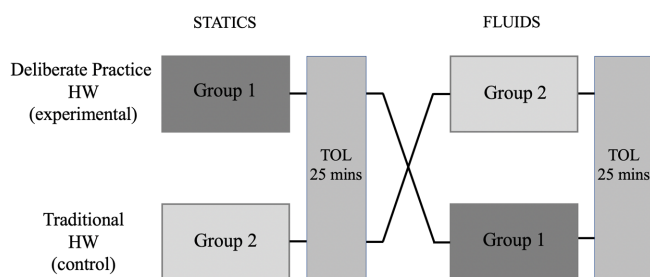 STATICS
FLUIDS
Deliberate Practice
HW
(experimental)
Group 1
TOL
25 mins
Group 2
TOL
25 mins
Traditional
HW
(control)
Group 2
Group 1